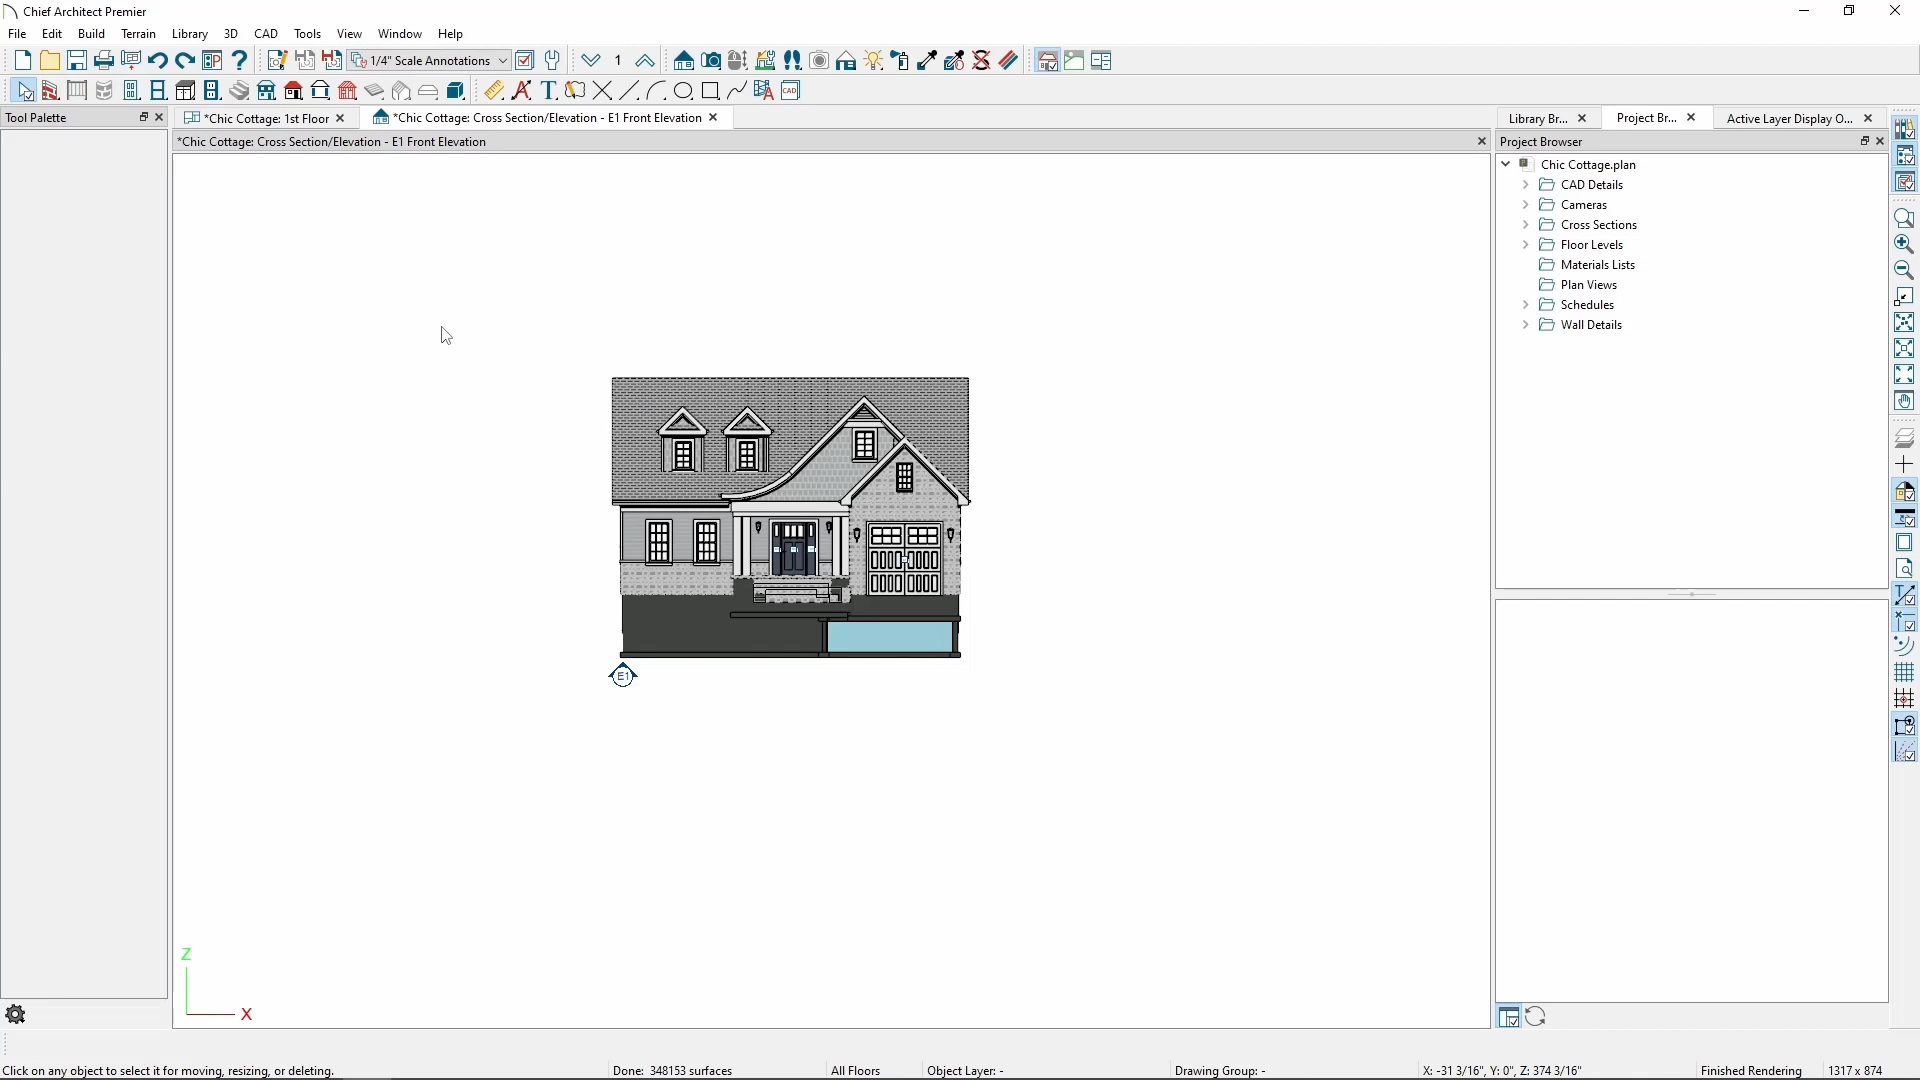 Chief Architect Premier
File Edit Build Terrain Library 3D CAD Tools View Window Help
1/4" Scale Annotations
1
CAD
Tool Palette
*Chic Cottage: 1st Floor
*Chic Cottage: Cross Section/Elevation - E1 Front Elevation
Library Br...
Project Br...
Active Layer Display O...
*Chic Cottage: Cross Section/Elevation - E1 Front Elevation
Project Browser
Chic Cottage.plan
CAD Details
Cameras
Cross Sections
Floor Levels
Materials Lists
Plan Views
Schedules
Wall Details
E1
Z
X
Click on any object to select it for moving, resizing, or deleting.
Done: 348153 surfaces
All Floors
Object Layer: -
Drawing Group: -
X: -31 3/16", Y: 0", Z: 374 3/16"
Finished Rendering
1317 x 874